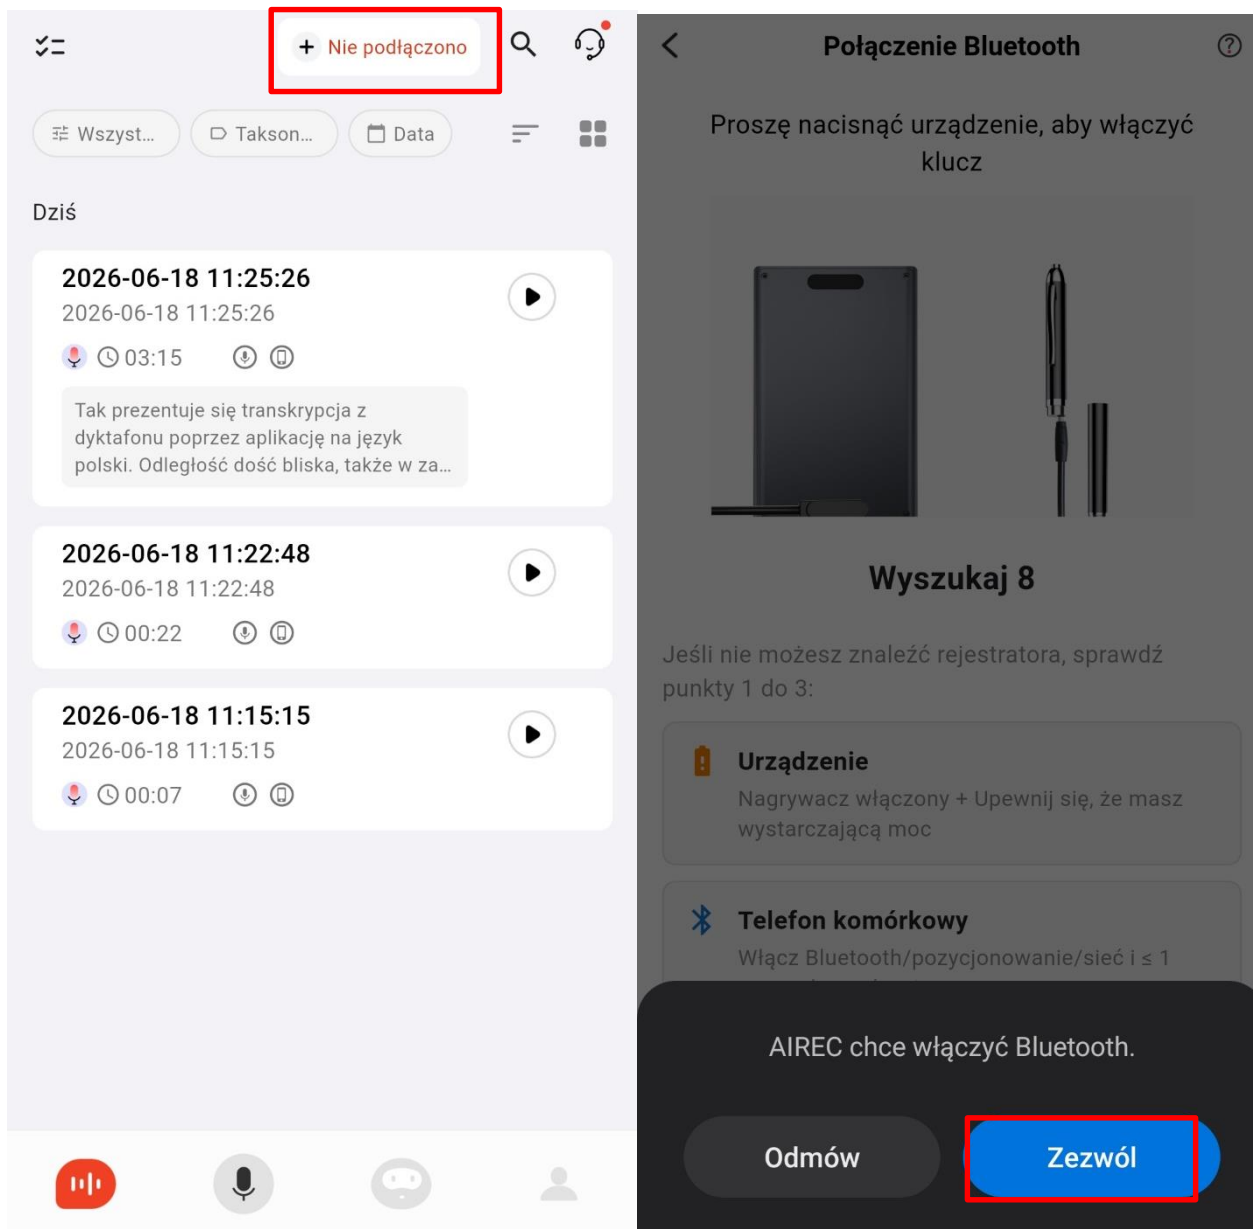 Nie podłączono
Wszyst...
Takson...
Data
Dziś
2026-06-18 11:25:26
2026-06-18 11:25:26
03:15
Tak prezentuje się transkrypcja z
dyktafonu poprzez aplikację na język
polski. Odległość dość bliska, także w za...
2026-06-18 11:22:48
2026-06-18 11:22:48
00:22
2026-06-18 11:15:15
2026-06-18 11:15:15
00:07
Połączenie Bluetooth
Proszę nacisnąć urządzenie, aby włączyć
klucz
Wyszukaj 8
Jeśli nie możesz znaleźć rejestratora, sprawdź
punkty 1 do 3:
Urządzenie
Nagrywacz włączony + Upewnij się, że masz
wystarczającą moc
Telefon komórkowy
Włącz Bluetooth/pozycjonowanie/sieć i ≤ 1
AIREC chce włączyć Bluetooth.
Odmów
Zezwól